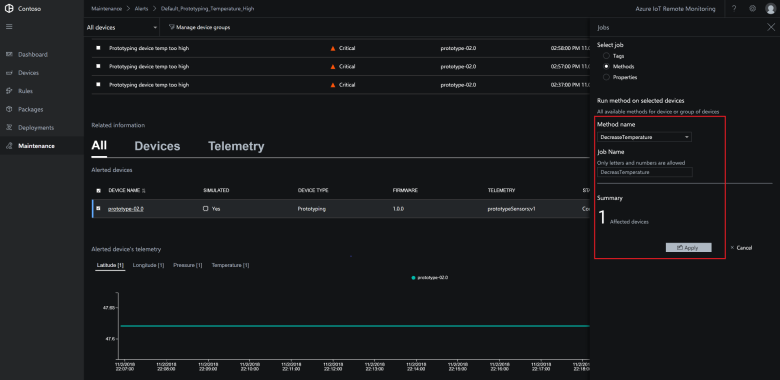 Contoso
Maintenance > Alerts > Default_Prototyping_Temperature_High
Azure IoT Remote Monitoring
?
All devices
Manage device groups
Dashboard
Devices
Rules
Packages
Deployments
Maintenance
Prototyping device temp too high Critical prototype-02.0 02:58:00 PM 11.0
Prototyping device temp too high Critical prototype-02.0 02:57:00 PM 11.0
Prototyping device temp too high Critical prototype-02.0 02:37:00 PM 11.0
Related information
All Devices Telemetry
Alerted devices
DEVICE NAME SIMULATED DEVICE TYPE FIRMWARE TELEMETRY STA
prototype-02.0 Yes Prototyping 1.0.0 prototypeSensors;v1 Co
Alerted device's telemetry
Latitude [1] Longitude [1] Pressure [1] Temperature [1]
prototype-02.0
47.65
47.6
11/2/2018 11/2/2018 11/2/2018 11/2/2018 11/2/2018 11/2/2018 11/2/2018 11/2/2018 11/2/2018 11/2/2018 11/2/2018 11/2/2018
22:07:00 22:08:00 22:09:00 22:10:00 22:11:00 22:12:00 22:13:00 22:14:00 22:15:00 22:16:00 22:17:00 22:18:0
Jobs
Select job
Tags
Methods
Properties
Run method on selected devices
All available methods for device or group of devices
Method name
DecreaseTemperature
Job Name
Only letters and numbers are allowed
DecreasTemperature
Summary
1 Affected devices
Apply
Cancel